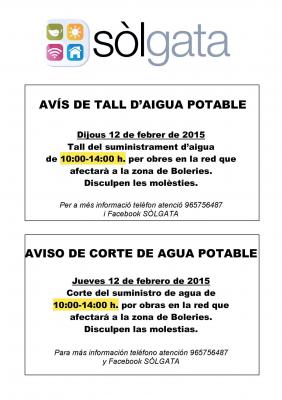 sòlgata
AVÍS DE TALL D’AIGUA POTABLE
Dijous 12 de febrer de 2015
Tall del suministrament d’aigua
de 10:00-14:00 h. per obres en la red que
afectarà a la zona de Boleries.
Disculpen les molèsties.
Per a més informació telèfon atenció 965756487
i Facebook SÒLGATA
AVISO DE CORTE DE AGUA POTABLE
Jueves 12 de febrero de 2015
Corte del suministro de agua de
10:00-14:00 h. por obras en la red que
afectará a la zona de Boleries.
Disculpen las molestias.
Para más información teléfono atención 965756487
y Facebook SÒLGATA